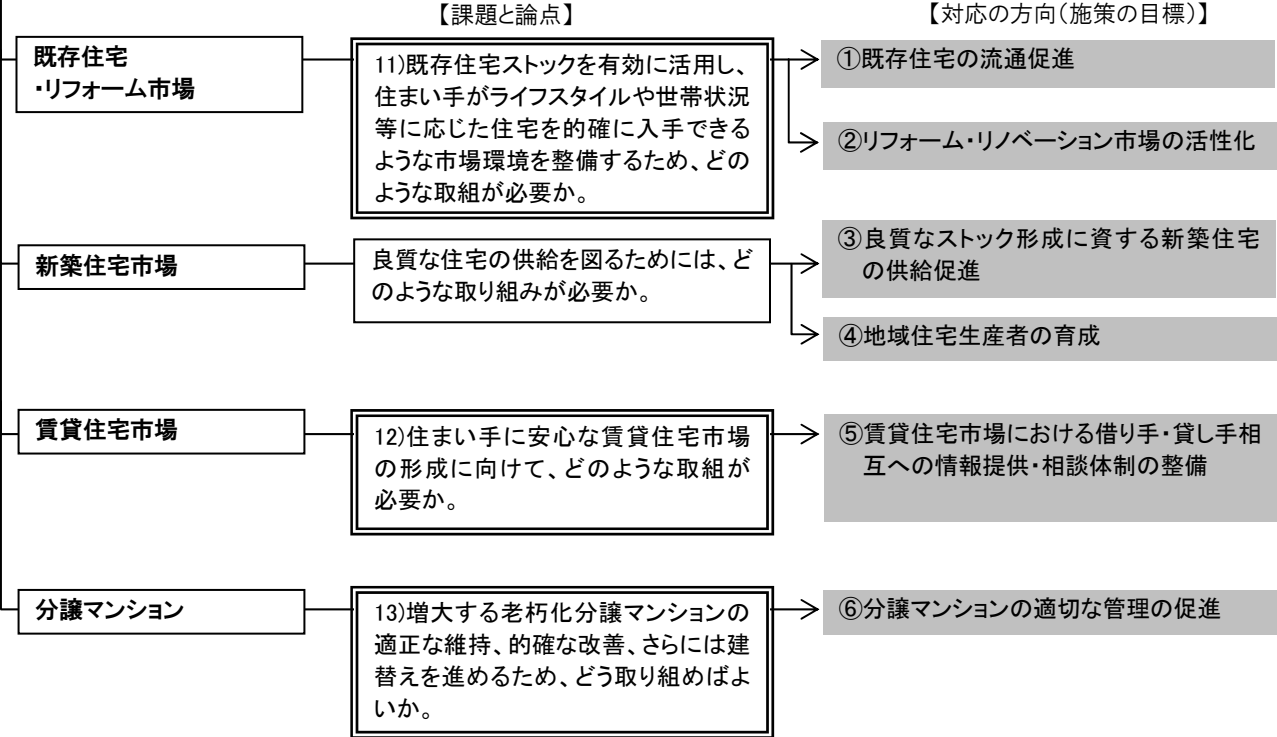 【課題と論点】
【対応の方向(施策の目標)】
既存住宅
・リフォーム市場
11)既存住宅ストックを有効に活用し、
住まい手がライフスタイルや世帯状況
等に応じた住宅を的確に入手できる
ような市場環境を整備するため、どの
ような取組が必要か。
①既存住宅の流通促進
②リフォーム・リノベーション市場の活性化
新築住宅市場
良質な住宅の供給を図るためには、ど
のような取り組みが必要か。
③良質なストック形成に資する新築住宅
の供給促進
④地域住宅生産者の育成
賃貸住宅市場
12)住まい手に安心な賃貸住宅市場
の形成に向けて、どのような取組が
必要か。
⑤賃貸住宅市場における借り手・貸し手相
互への情報提供・相談体制の整備
分譲マンション
13)増大する老朽化分譲マンションの
適正な維持、的確な改善、さらには建
替えを進めるため、どう取り組めばよ
いか。
⑥分譲マンションの適切な管理の促進